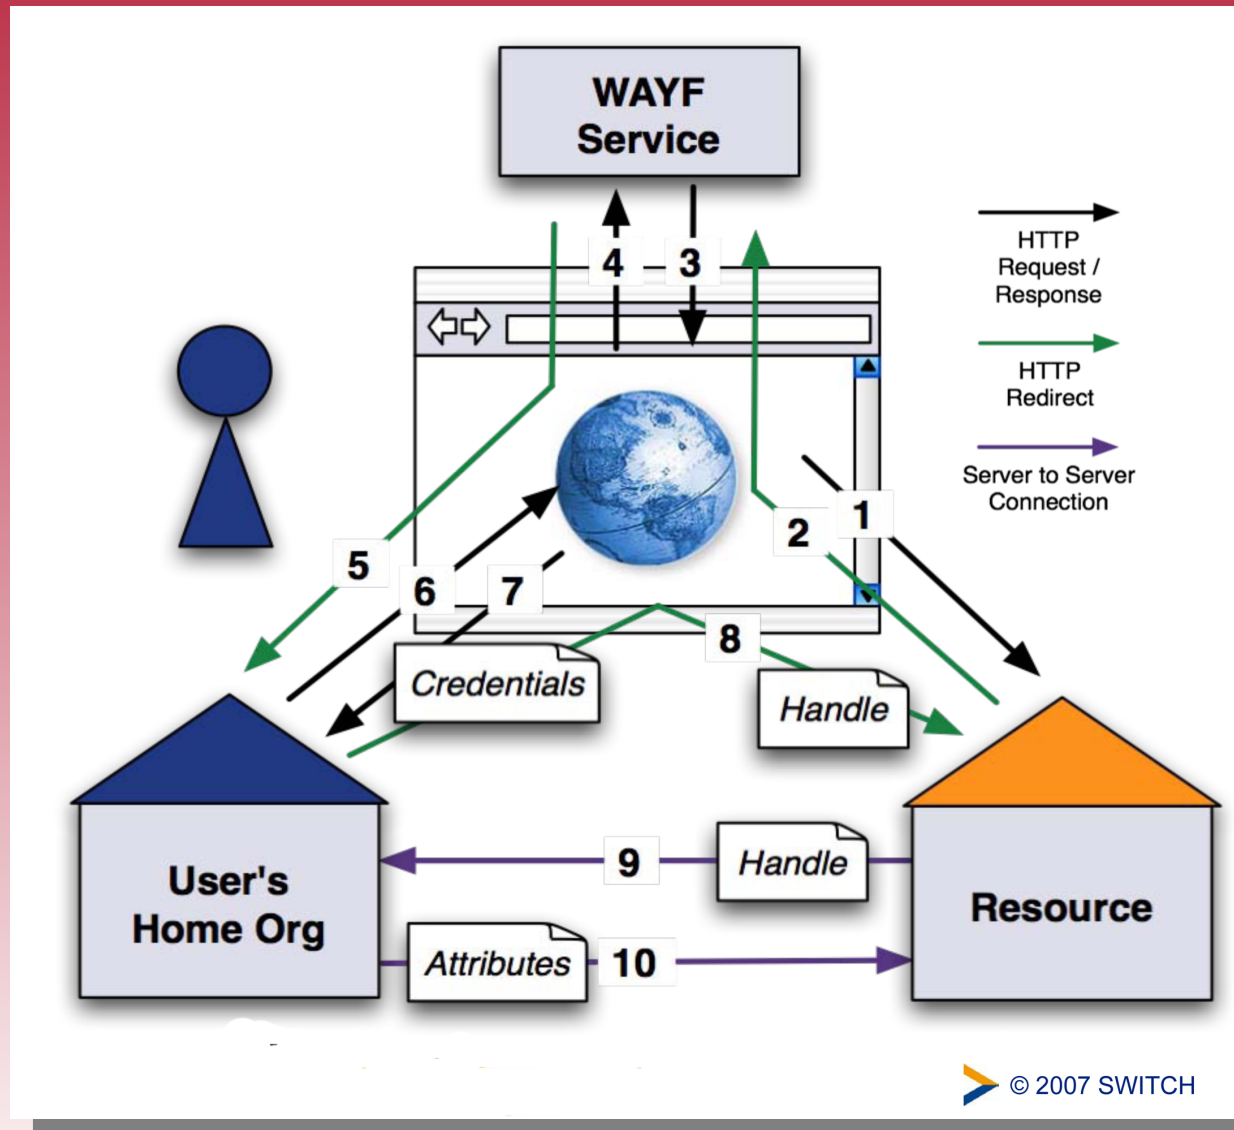 WAYF
Service
4
3
HTTP
Request /
Response
HTTP
Redirect
Server to Server
Connection
1
2
5
6
7
8
Credentials
Handle
9
Handle
User's
Home Org
Resource
Attributes
10
© 2007 SWITCH